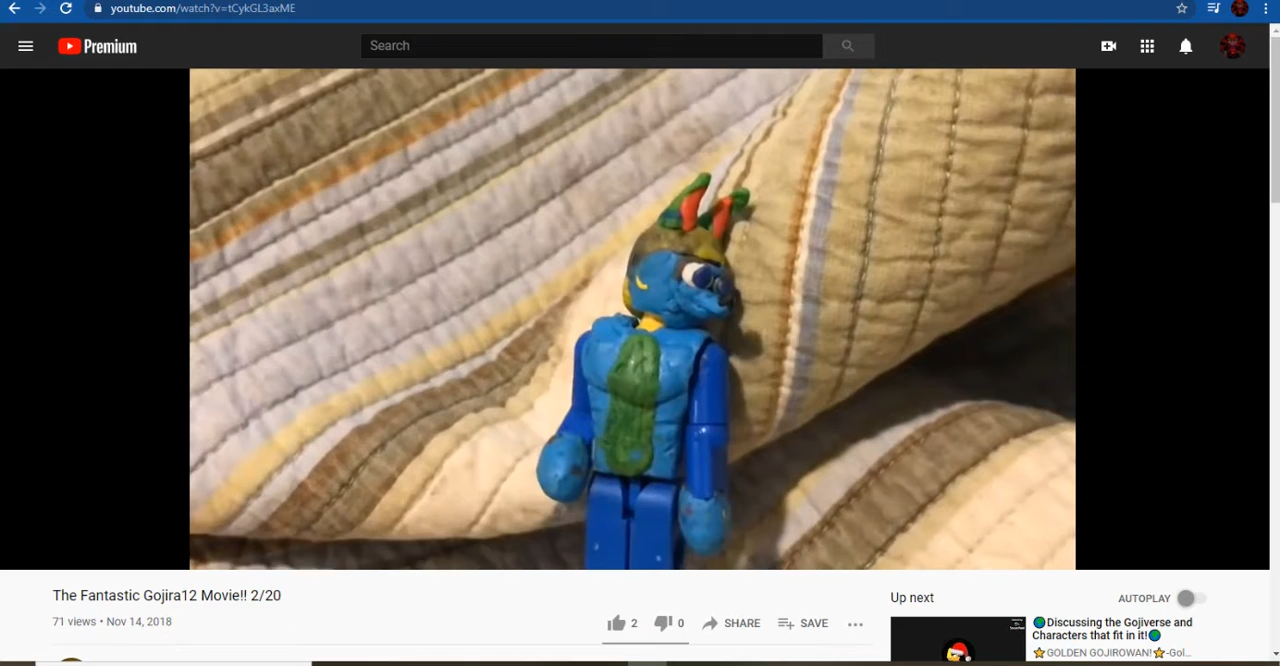 youtube.com/watch?v=tCykGL3axME
Premium
Search
The Fantastic Gojira12 Movie!! 2/20
71 views • Nov 14, 2018
2
0
SHARE
SAVE
Up next
AUTOPLAY
Discussing the Gojiverse and
Characters that fit in it!
GOLDEN GOJIROWAN! -Gol...